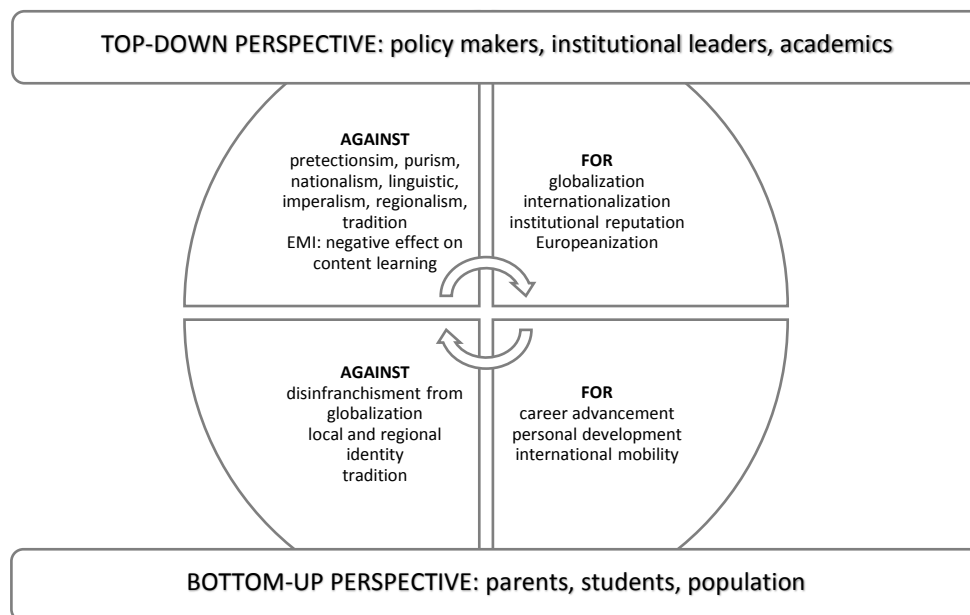 TOP-DOWN PERSPECTIVE: policy makers, institutional leaders, academics
AGAINST
pretectionsim, purism,
nationalism, linguistic,
imperalism, regionalism,
tradition
EMI: negative effect on
content learning
FOR
globalization
internationalization
institutional reputation
Europeanization
AGAINST
disinfranchisment from
globalization
local and regional
identity
tradition
FOR
career advancement
personal development
international mobility
BOTTOM-UP PERSPECTIVE: parents, students, population